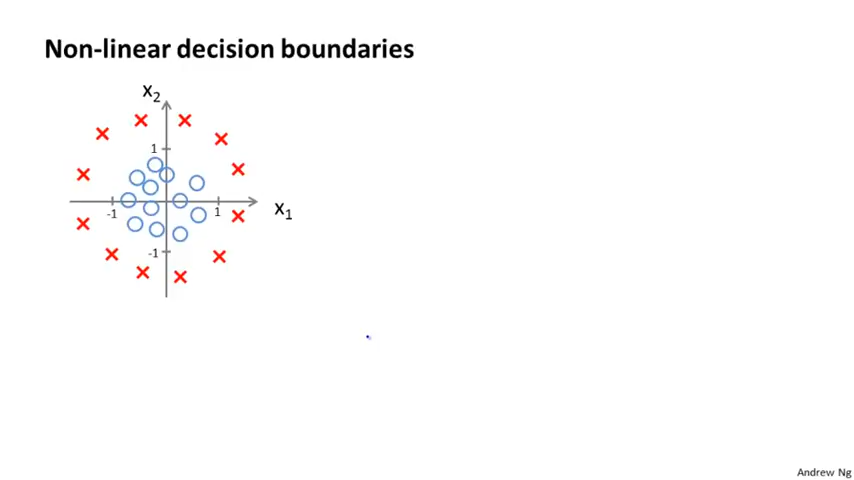 Non-linear decision boundaries
x₂
1
-1
1
x₁
-1
Andrew Ng